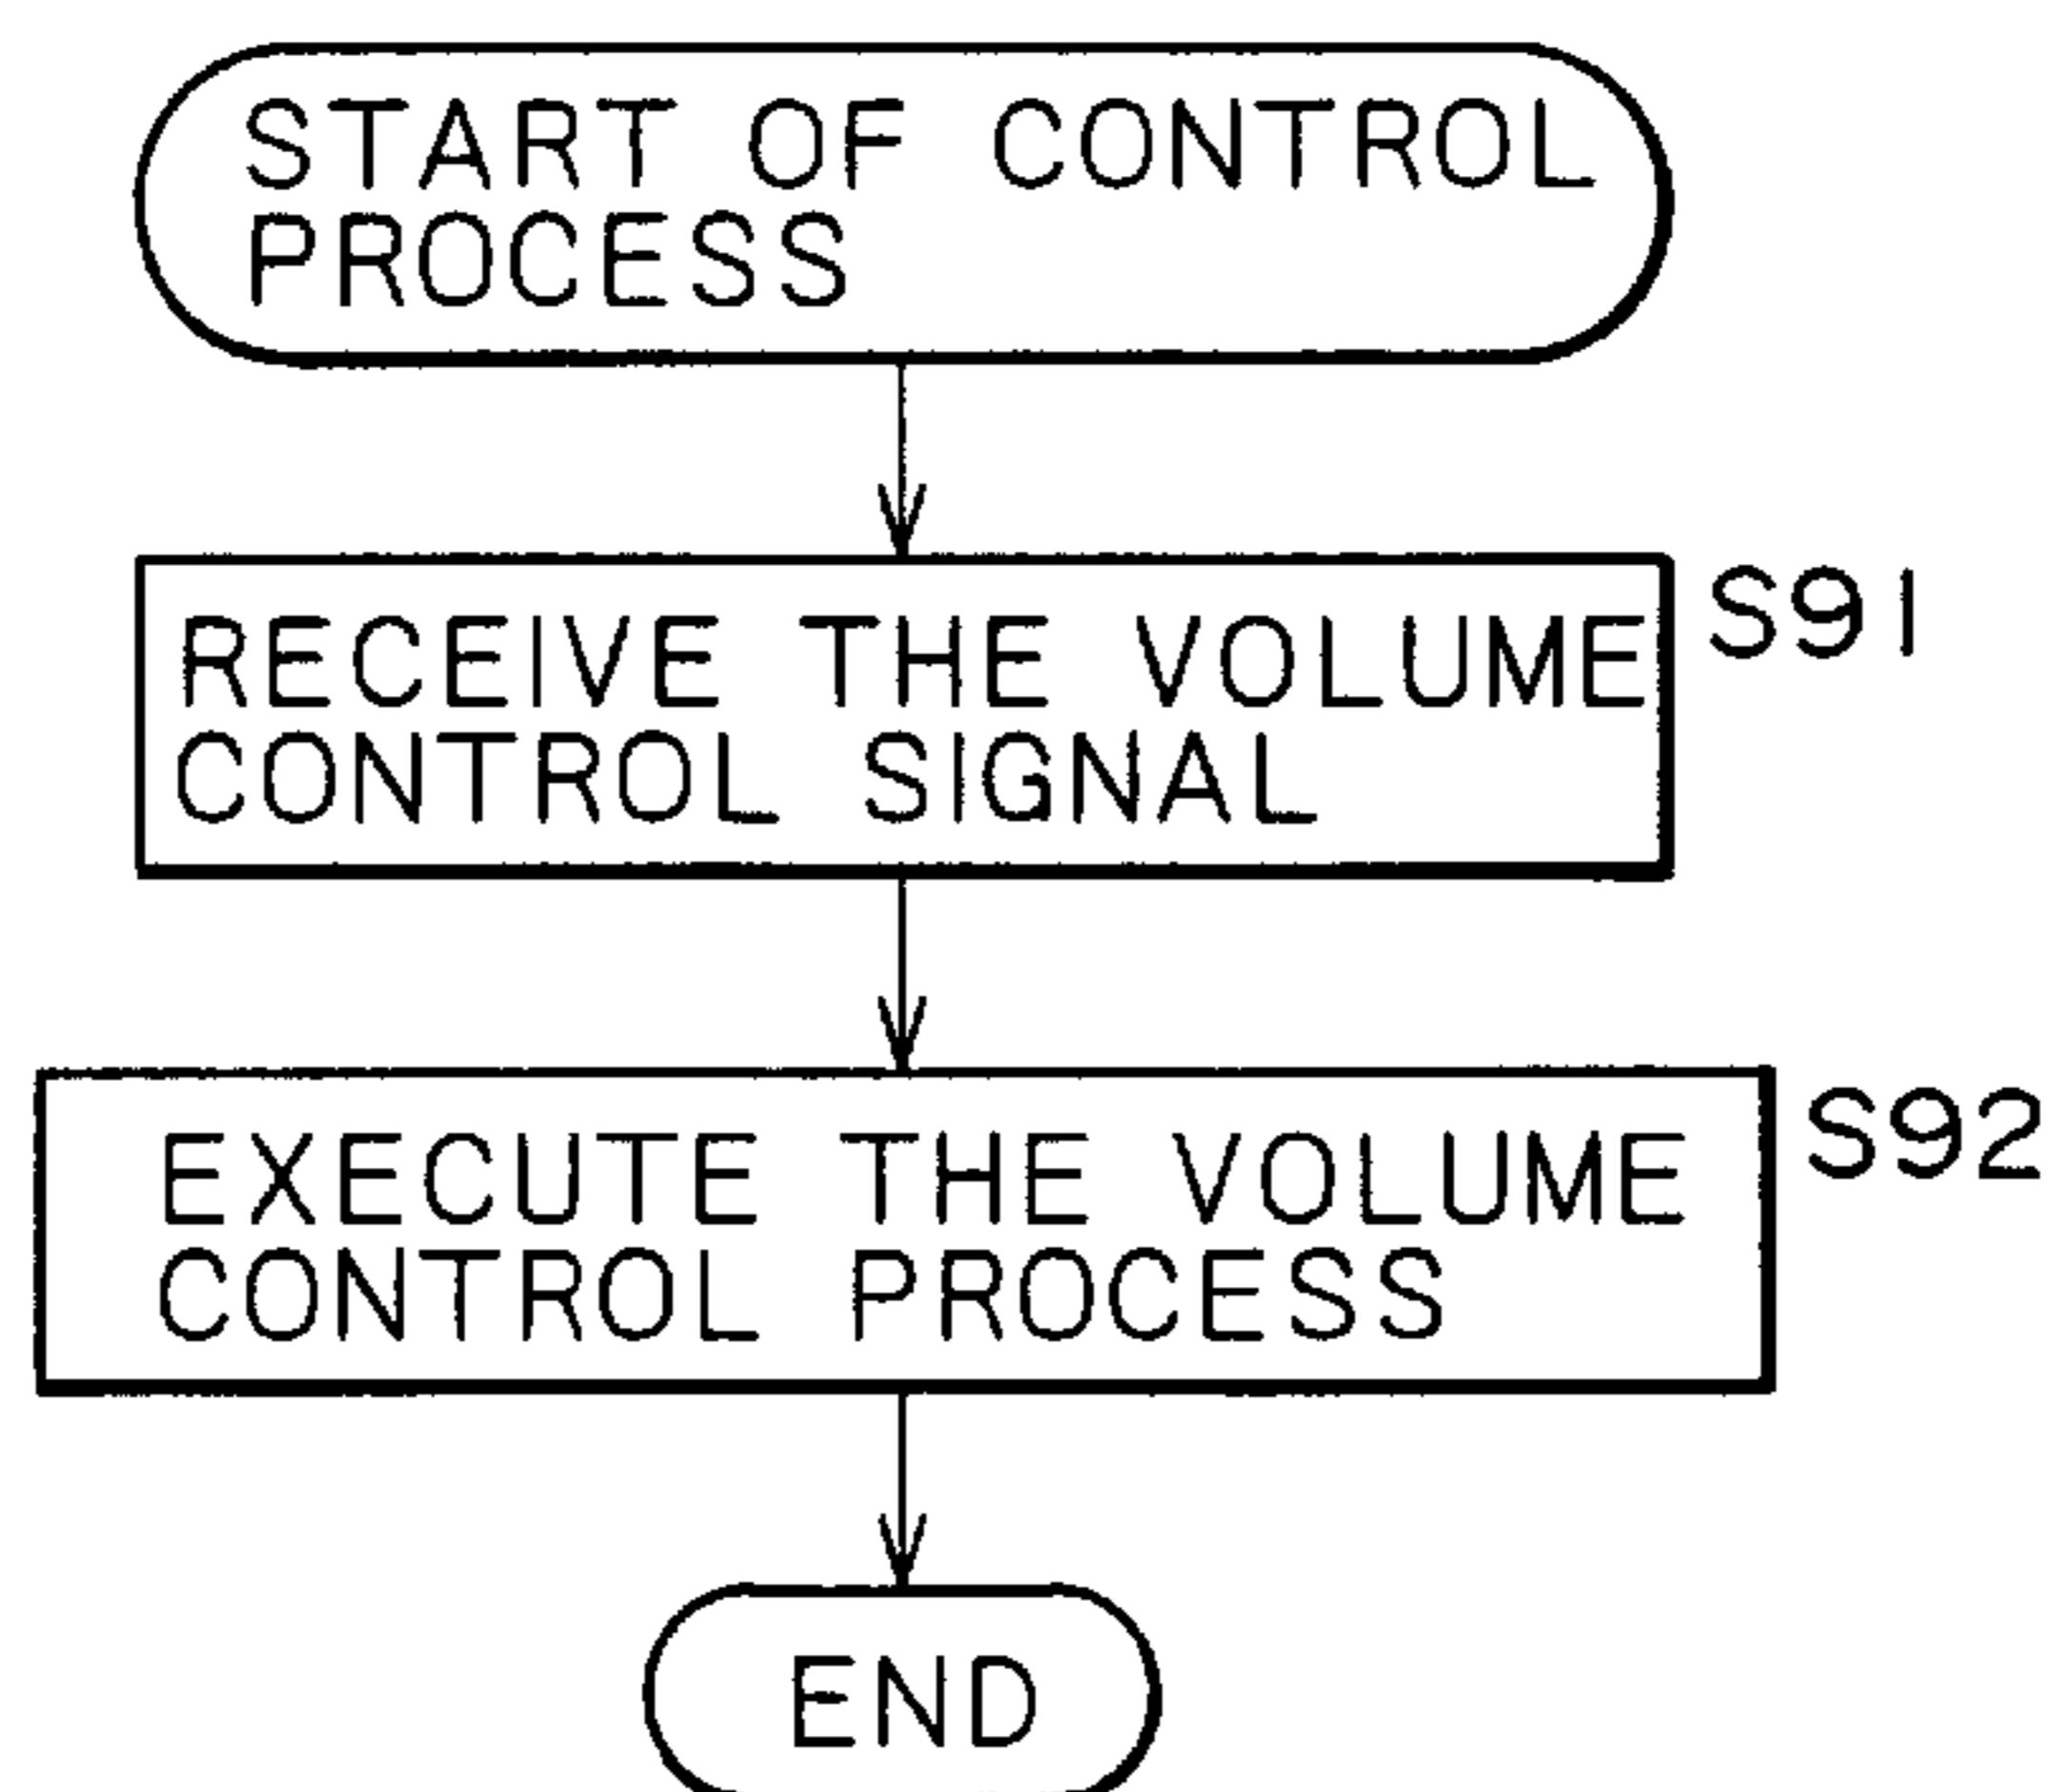 START OF CONTROL
PROCESS
RECEIVE THE VOLUME
CONTROL SIGNAL
S91
EXECUTE THE VOLUME
CONTROL PROCESS
S92
END